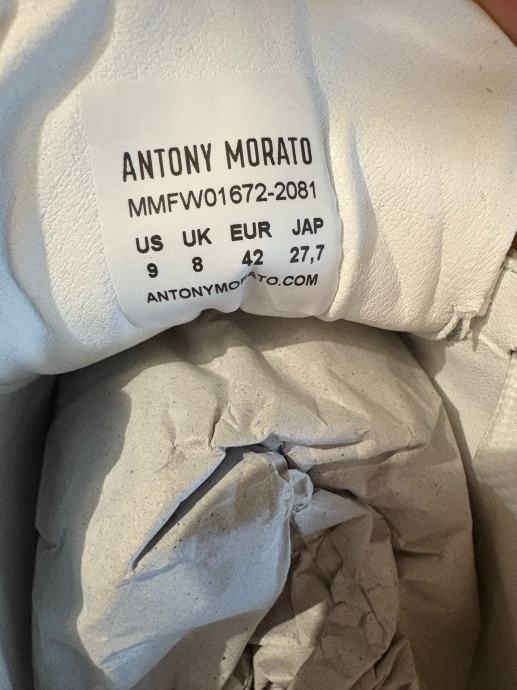 ANTONY MORATO
MMFW01672-2081
US UK EUR JAP
9 8 42 27,7
ANTONYMORATO.COM